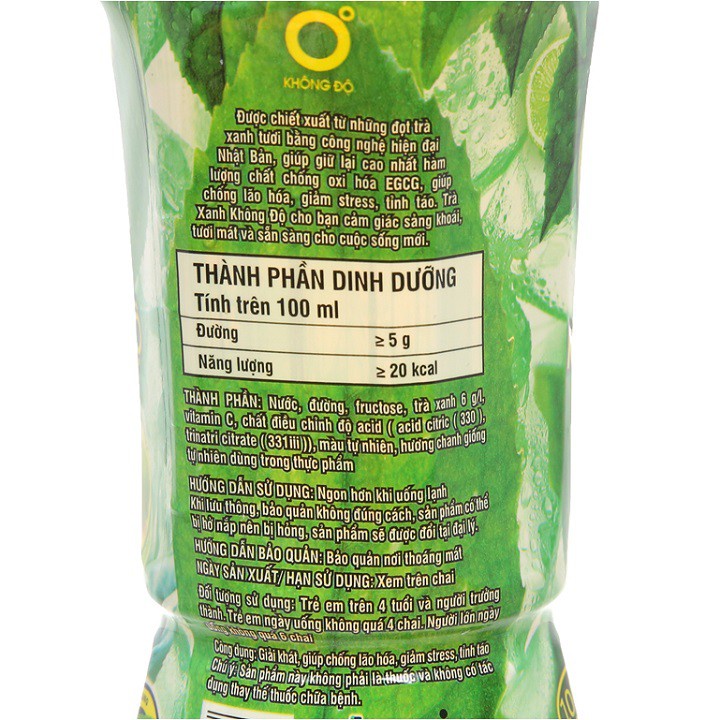 KHÔNG ĐỘ
Được chiết xuất từ những đọt trà
xanh tươi bằng công nghệ hiện đại
Nhật Bản, giúp giữ lại cao nhất hàm
lượng chất chống oxi hóa EGCG, giúp
chống lão hóa, giảm stress, tỉnh táo. Trà
Xanh Không Độ cho bạn cảm giác sảng khoái,
tươi mát và sẵn sàng cho cuộc sống mới.
THÀNH PHẦN DINH DƯỠNG
Tính trên 100 ml
Đường ≥ 5 g
Năng lượng ≥ 20 kcal
THÀNH PHẦN: Nước, đường, fructose, trà xanh 6 g/l,
vitamin C, chất điều chỉnh độ acid ( acid citric ( 330 ),
trinatri citrate ((331iii)), màu tự nhiên, hương chanh giống
tự nhiên dùng trong thực phẩm
HƯỚNG DẪN SỬ DỤNG: Ngon hơn khi uống lạnh
Khi lưu thông, bảo quản không đúng cách, sản phẩm có thể
bị hở nắp nên bị hỏng, sản phẩm sẽ được đổi tại đại lý.
HƯỚNG DẪN BẢO QUẢN: Bảo quản nơi thoáng mát
NGÀY SẢN XUẤT/ HẠN SỬ DỤNG: Xem trên chai
Đối tượng sử dụng: Trẻ em trên 4 tuổi và người trưởng
thành. Trẻ em ngày uống không quá 4 chai. Người lớn ngày
uống không quá 6 chai
Công dụng: Giải khát, giúp chống lão hóa, giảm stress, tỉnh táo
Chú ý: Sản phẩm này không phải là thuốc và không có tác
dụng thay thế thuốc chữa bệnh.